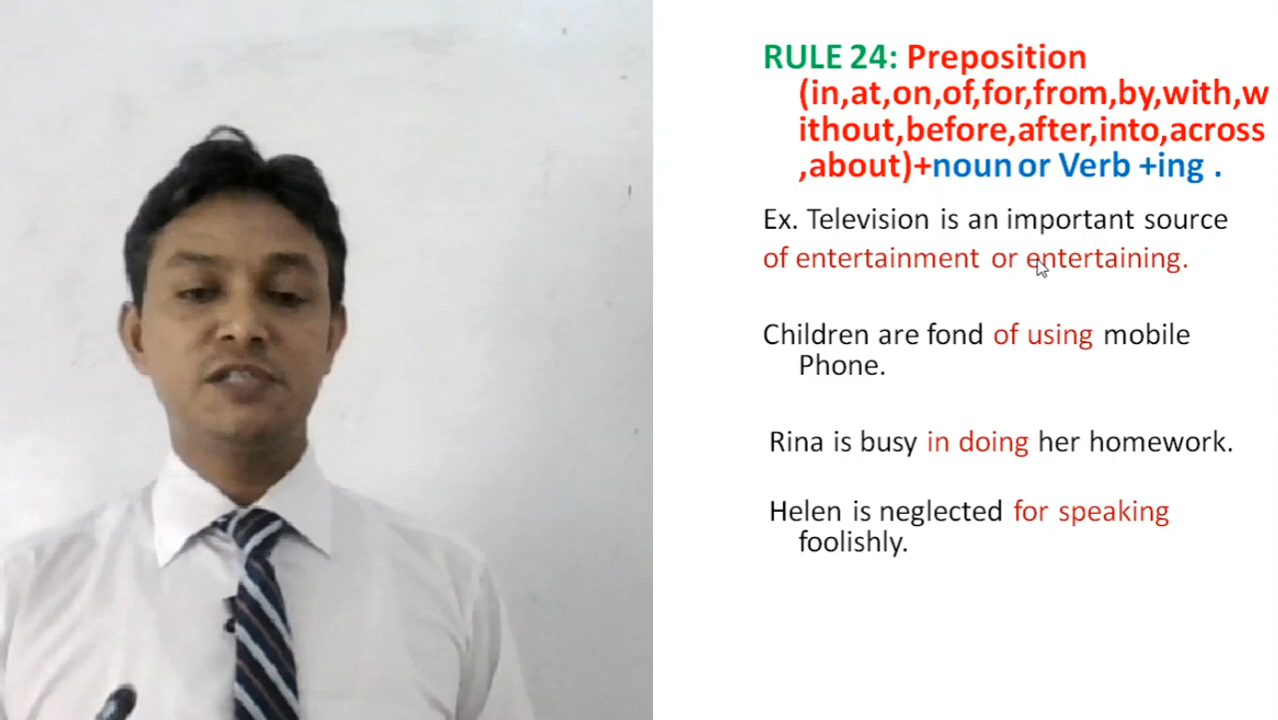 RULE 24: Preposition
(in,at,on,of,for,from,by,with,w
ithout,before,after,into,across
,about)+noun or Verb +ing .
Ex. Television is an important source
of entertainment or entertaining.
Children are fond of using mobile
Phone.
Rina is busy in doing her homework.
Helen is neglected for speaking
foolishly.